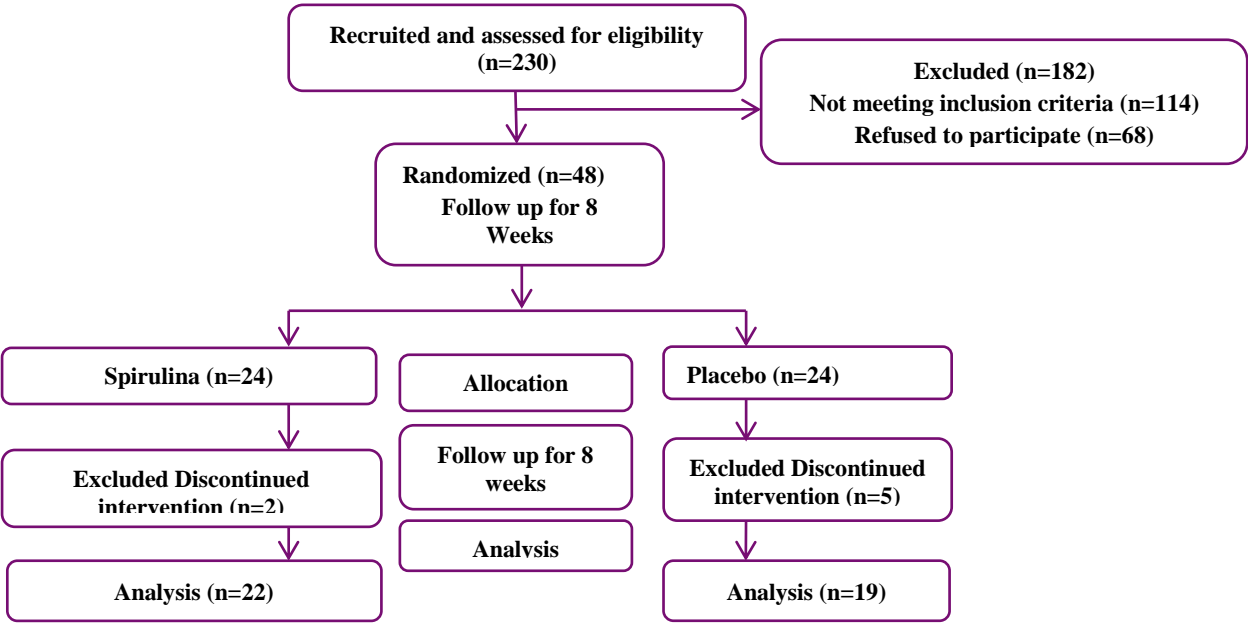 Recruited and assessed for eligibility
(n=230)
Excluded (n=182)
Not meeting inclusion criteria (n=114)
Refused to participate (n=68)
Randomized (n=48)
Follow up for 8
Weeks
Spirulina (n=24)
Allocation
Placebo (n=24)
Excluded Discontinued
intervention (n=2)
Follow up for 8
weeks
Excluded Discontinued
intervention (n=5)
Analysis
Analysis (n=22)
Analysis (n=19)